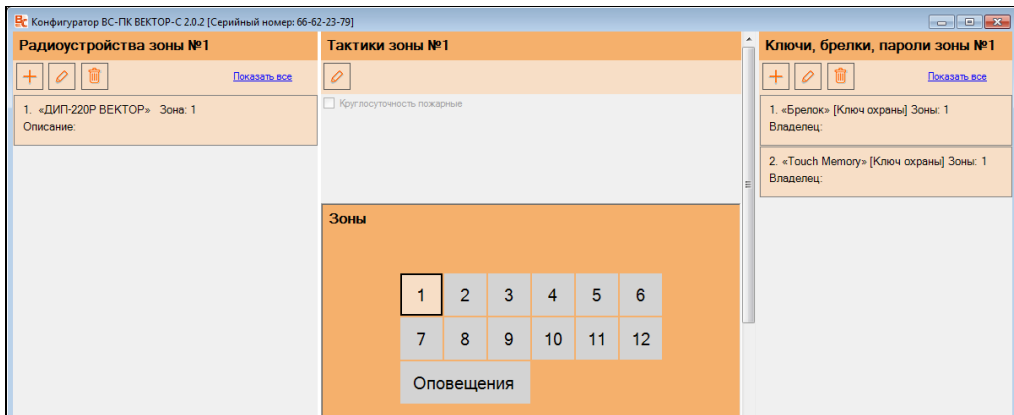 Вс Конфигуратор ВС-ПК ВЕКТОР-С 2.0.2 [Серийный номер: 66-62-23-79]
Радиоустройства зоны №1
Показать все
1. «ДИП-220Р ВЕКТОР» Зона: 1
Описание:
Тактики зоны №1
Круглосуточность пожарные
Зоны
1 2 3 4 5 6
7 8 9 10 11 12
Оповещения
Ключи, брелки, пароли зоны №1
Показать все
1. «Брелок» [Ключ охраны] Зоны: 1
Владелец:
2. «Touch Memory» [Ключ охраны] Зоны: 1
Владелец: